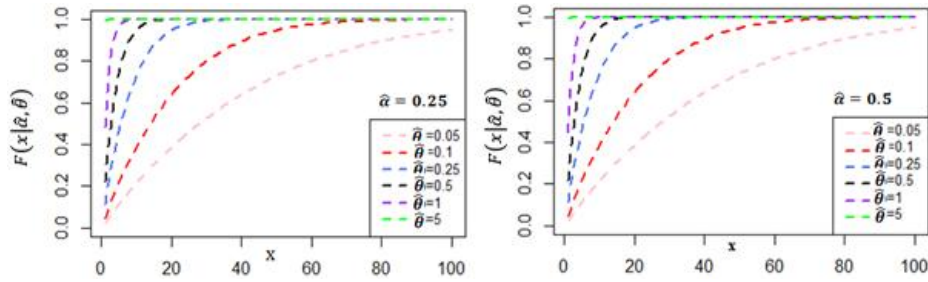 F(x|α̂,θ̂)
1.0
0.8
0.6
0.4
0.2
0.0
α̂ = 0.25
θ̂ =0.05
θ̂ =0.1
θ̂ =0.25
θ̂ =0.5
θ̂ =1
θ̂ =5
0 20 40 60 80 100
x
F(x|α̂,θ̂)
1.0
0.8
0.6
0.4
0.2
0.0
α̂ = 0.5
θ̂ =0.05
θ̂ =0.1
θ̂ =0.25
θ̂ =0.5
θ̂ =1
θ̂ =5
0 20 40 60 80 100
x